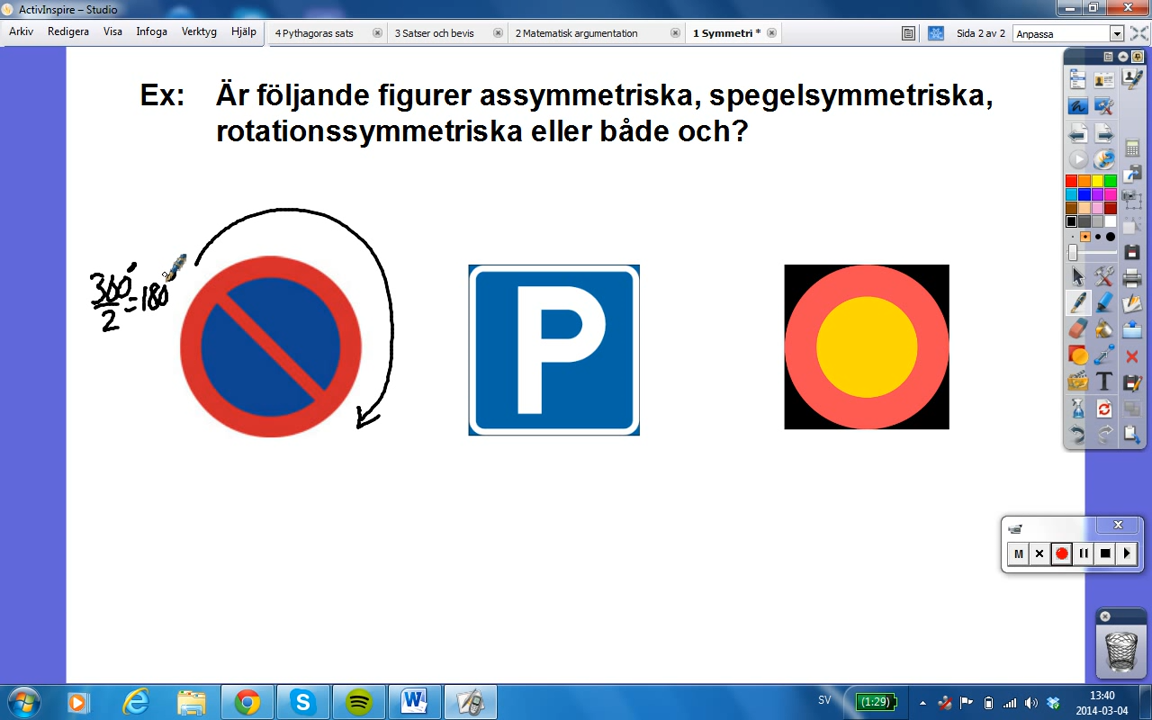 ActivInspire – Studio
Arkiv Redigera Visa Infoga Verktyg Hjälp
4 Pythagoras sats
3 Satser och bevis
2 Matematisk argumentation
1 Symmetri *
Sida 2 av 2
Anpassa
Ex: Är följande figurer assymmetriska, spegelsymmetriska,
rotationssymmetriska eller både och?
360°
2
=180°
P
T
M
SV
(1:29)
13:40
2014-03-04